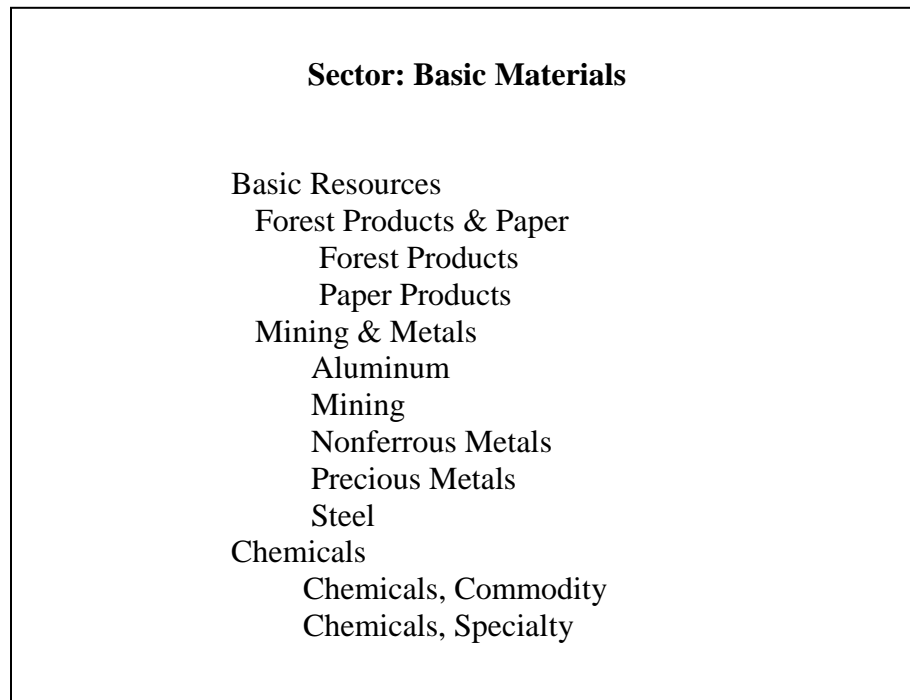 Sector: Basic Materials
Basic Resources
Forest Products & Paper
Forest Products
Paper Products
Mining & Metals
Aluminum
Mining
Nonferrous Metals
Precious Metals
Steel
Chemicals
Chemicals, Commodity
Chemicals, Specialty